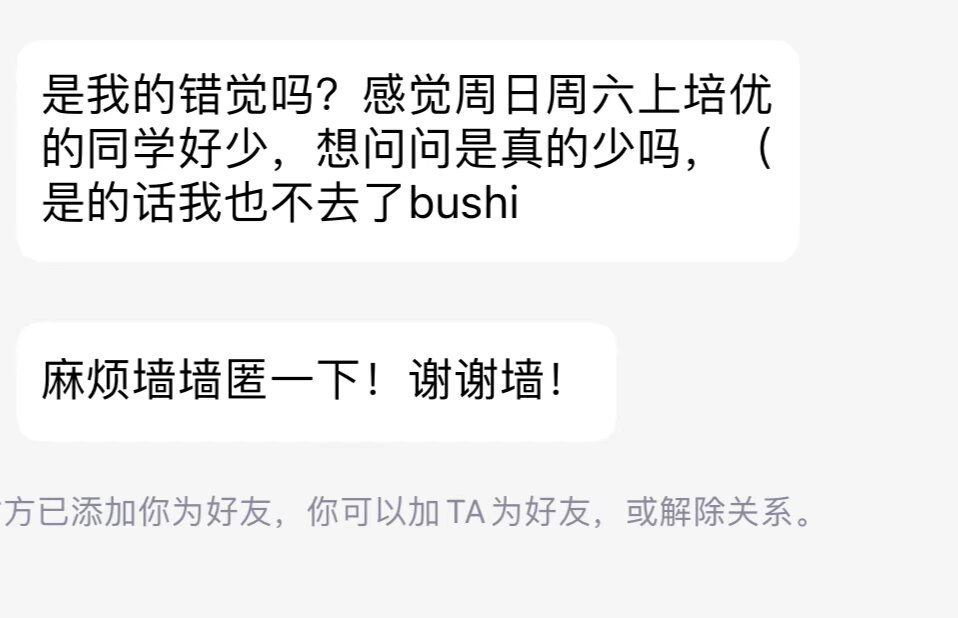 是我的错觉吗？感觉周日周六上培优
的同学好少，想问问是真的少吗，（
是的话我也不去了bushi
麻烦墙墙匿一下！谢谢墙！
方已添加你为好友，你可以加 TA 为好友，或解除关系。